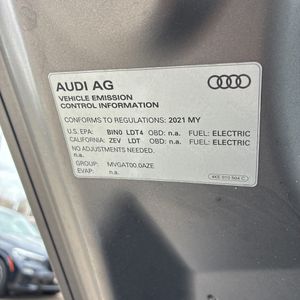 AUDI AG
VEHICLE EMISSION
CONTROL INFORMATION
CONFORMS TO REGULATIONS: 2021 MY
U.S. EPA: BIN0 LDT4 OBD: n.a. FUEL: ELECTRIC
CALIFORNIA: ZEV LDT OBD: n.a. FUEL: ELECTRIC
NO ADJUSTMENTS NEEDED.
n.a.
GROUP: MVGAT00.0AZE
EVAP: n.a.